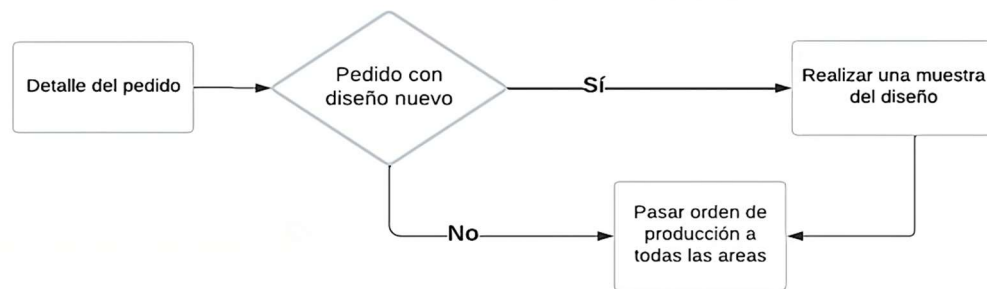 Detalle del pedido
Pedido con
diseño nuevo
Sí
Realizar una muestra
del diseño
No
Pasar orden de
producción a
todas las areas